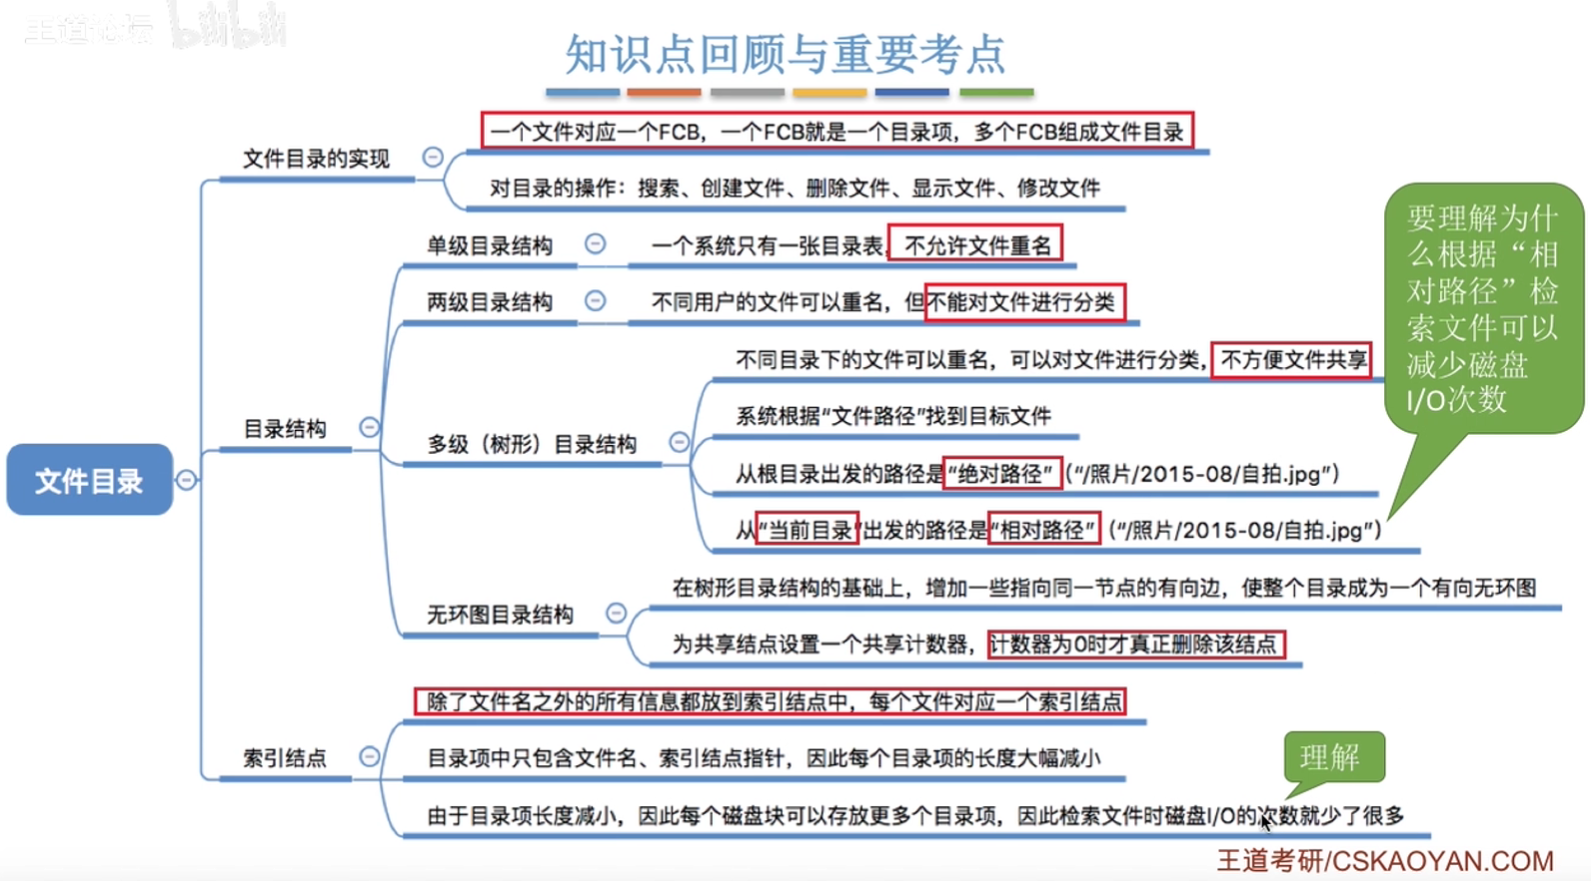 王道论坛 bilibili
知识点回顾与重要考点
一个文件对应一个FCB，一个FCB就是一个目录项，多个FCB组成文件目录
文件目录的实现
对目录的操作：搜索、创建文件、删除文件、显示文件、修改文件
单级目录结构
一个系统只有一张目录表，不允许文件重名
两级目录结构
不同用户的文件可以重名，但不能对文件进行分类
不同目录下的文件可以重名，可以对文件进行分类，不方便文件共享
系统根据“文件路径”找到目标文件
目录结构
多级（树形）目录结构
从根目录出发的路径是“绝对路径”（“/照片/2015-08/自拍.jpg”）
从“当前目录”出发的路径是“相对路径”（“/照片/2015-08/自拍.jpg”）
要理解为什
么根据“相
对路径”检
索文件可以
减少磁盘
I/O次数
文件目录
在树形目录结构的基础上，增加一些指向同一节点的有向边，使整个目录成为一个有向无环图
无环图目录结构
为共享结点设置一个共享计数器，计数器为0时才真正删除该结点
除了文件名之外的所有信息都放到索引结点中，每个文件对应一个索引结点
索引结点
目录项中只包含文件名、索引结点指针，因此每个目录项的长度大幅减小
理解
由于目录项长度减小，因此每个磁盘块可以存放更多个目录项，因此检索文件时磁盘I/O的次数就少了很多
王道考研/CSKAOYAN.COM